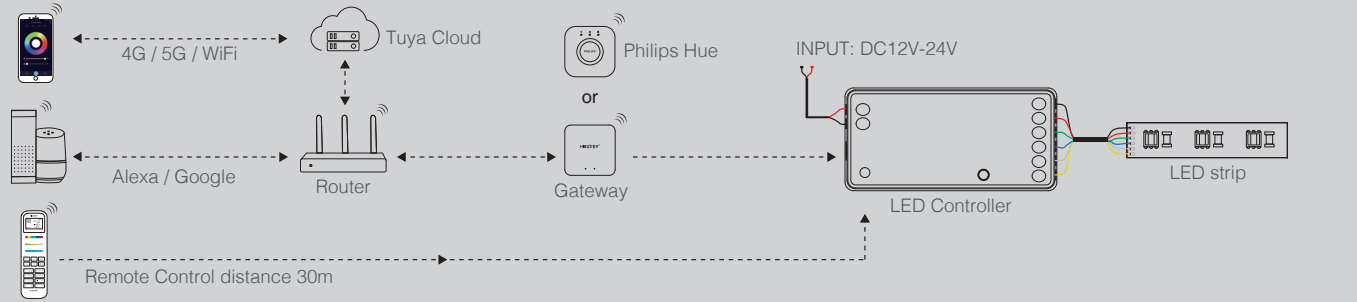 4G / 5G / WiFi
Tuya Cloud
PHILIPS
Philips Hue
or
INPUT: DC12V-24V
Alexa / Google
Router
Gateway
LED Controller
LED strip
Remote Control distance 30m